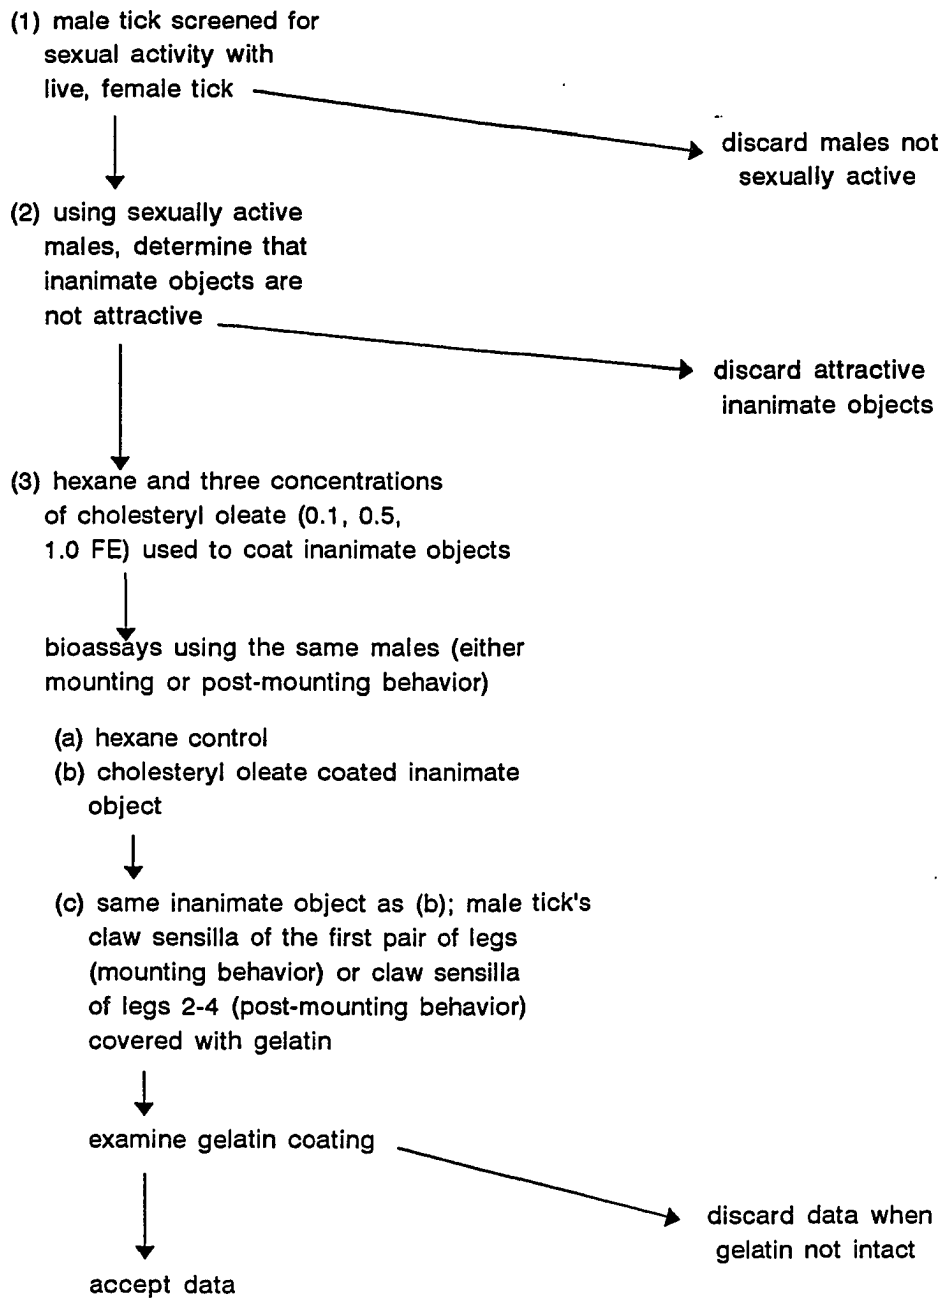 (1) male tick screened for
sexual activity with
live, female tick
discard males not
sexually active
(2) using sexually active
males, determine that
inanimate objects are
not attractive
discard attractive
inanimate objects
(3) hexane and three concentrations
of cholesteryl oleate (0.1, 0.5,
1.0 FE) used to coat inanimate objects
bioassays using the same males (either
mounting or post-mounting behavior)
(a) hexane control
(b) cholesteryl oleate coated inanimate
object
(c) same inanimate object as (b); male tick's
claw sensilla of the first pair of legs
(mounting behavior) or claw sensilla
of legs 2-4 (post-mounting behavior)
covered with gelatin
examine gelatin coating
discard data when
gelatin not intact
accept data